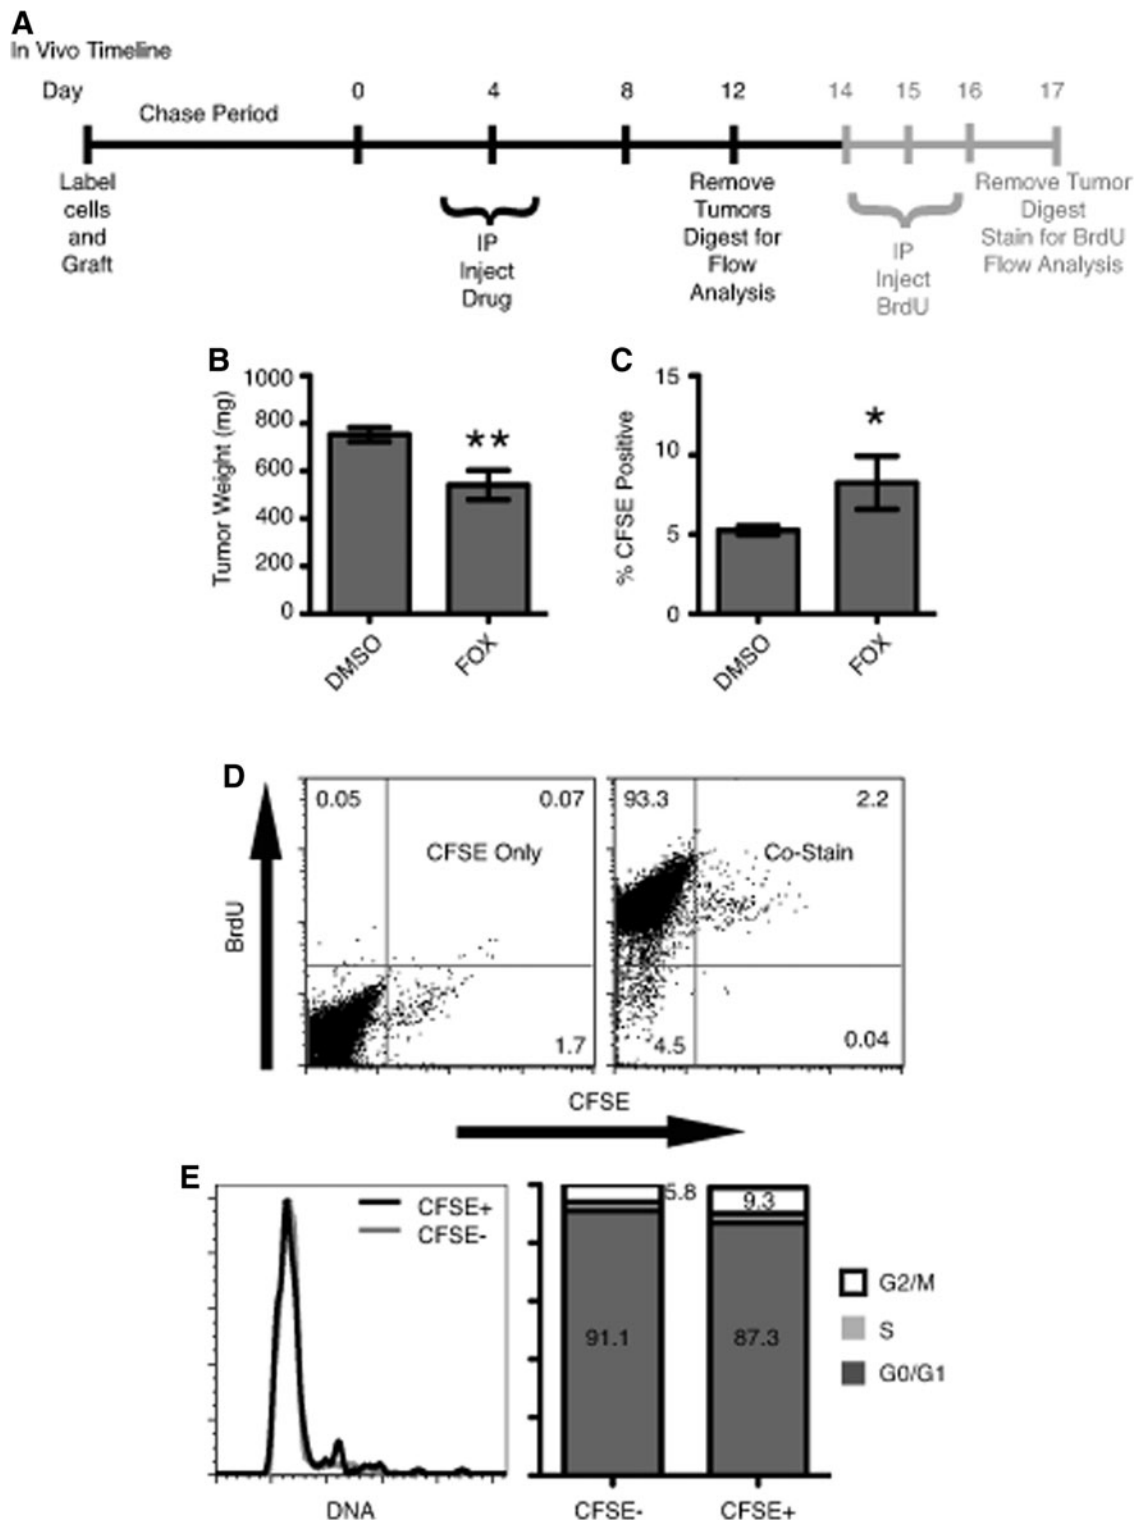 A
In Vivo Timeline
Day 0 4 8 12 14 15 16 17
Chase Period
Label
cells
and
Graft
IP
Inject
Drug
Remove
Tumors
Digest for
Flow
Analysis
IP
Inject
BrdU
Remove Tumor
Digest
Stain for BrdU
Flow Analysis
B
Tumor Weight (mg)
1000
800
600
400
200
0
**
DMSO
FOX
C
% CFSE Positive
15
10
5
0
*
DMSO
FOX
D
BrdU
0.05 0.07
CFSE Only
1.7
93.3 2.2
Co-Stain
4.5 0.04
CFSE
E
CFSE+
CFSE-
DNA
5.8
9.3
91.1
87.3
CFSE-
CFSE+
G2/M
S
G0/G1